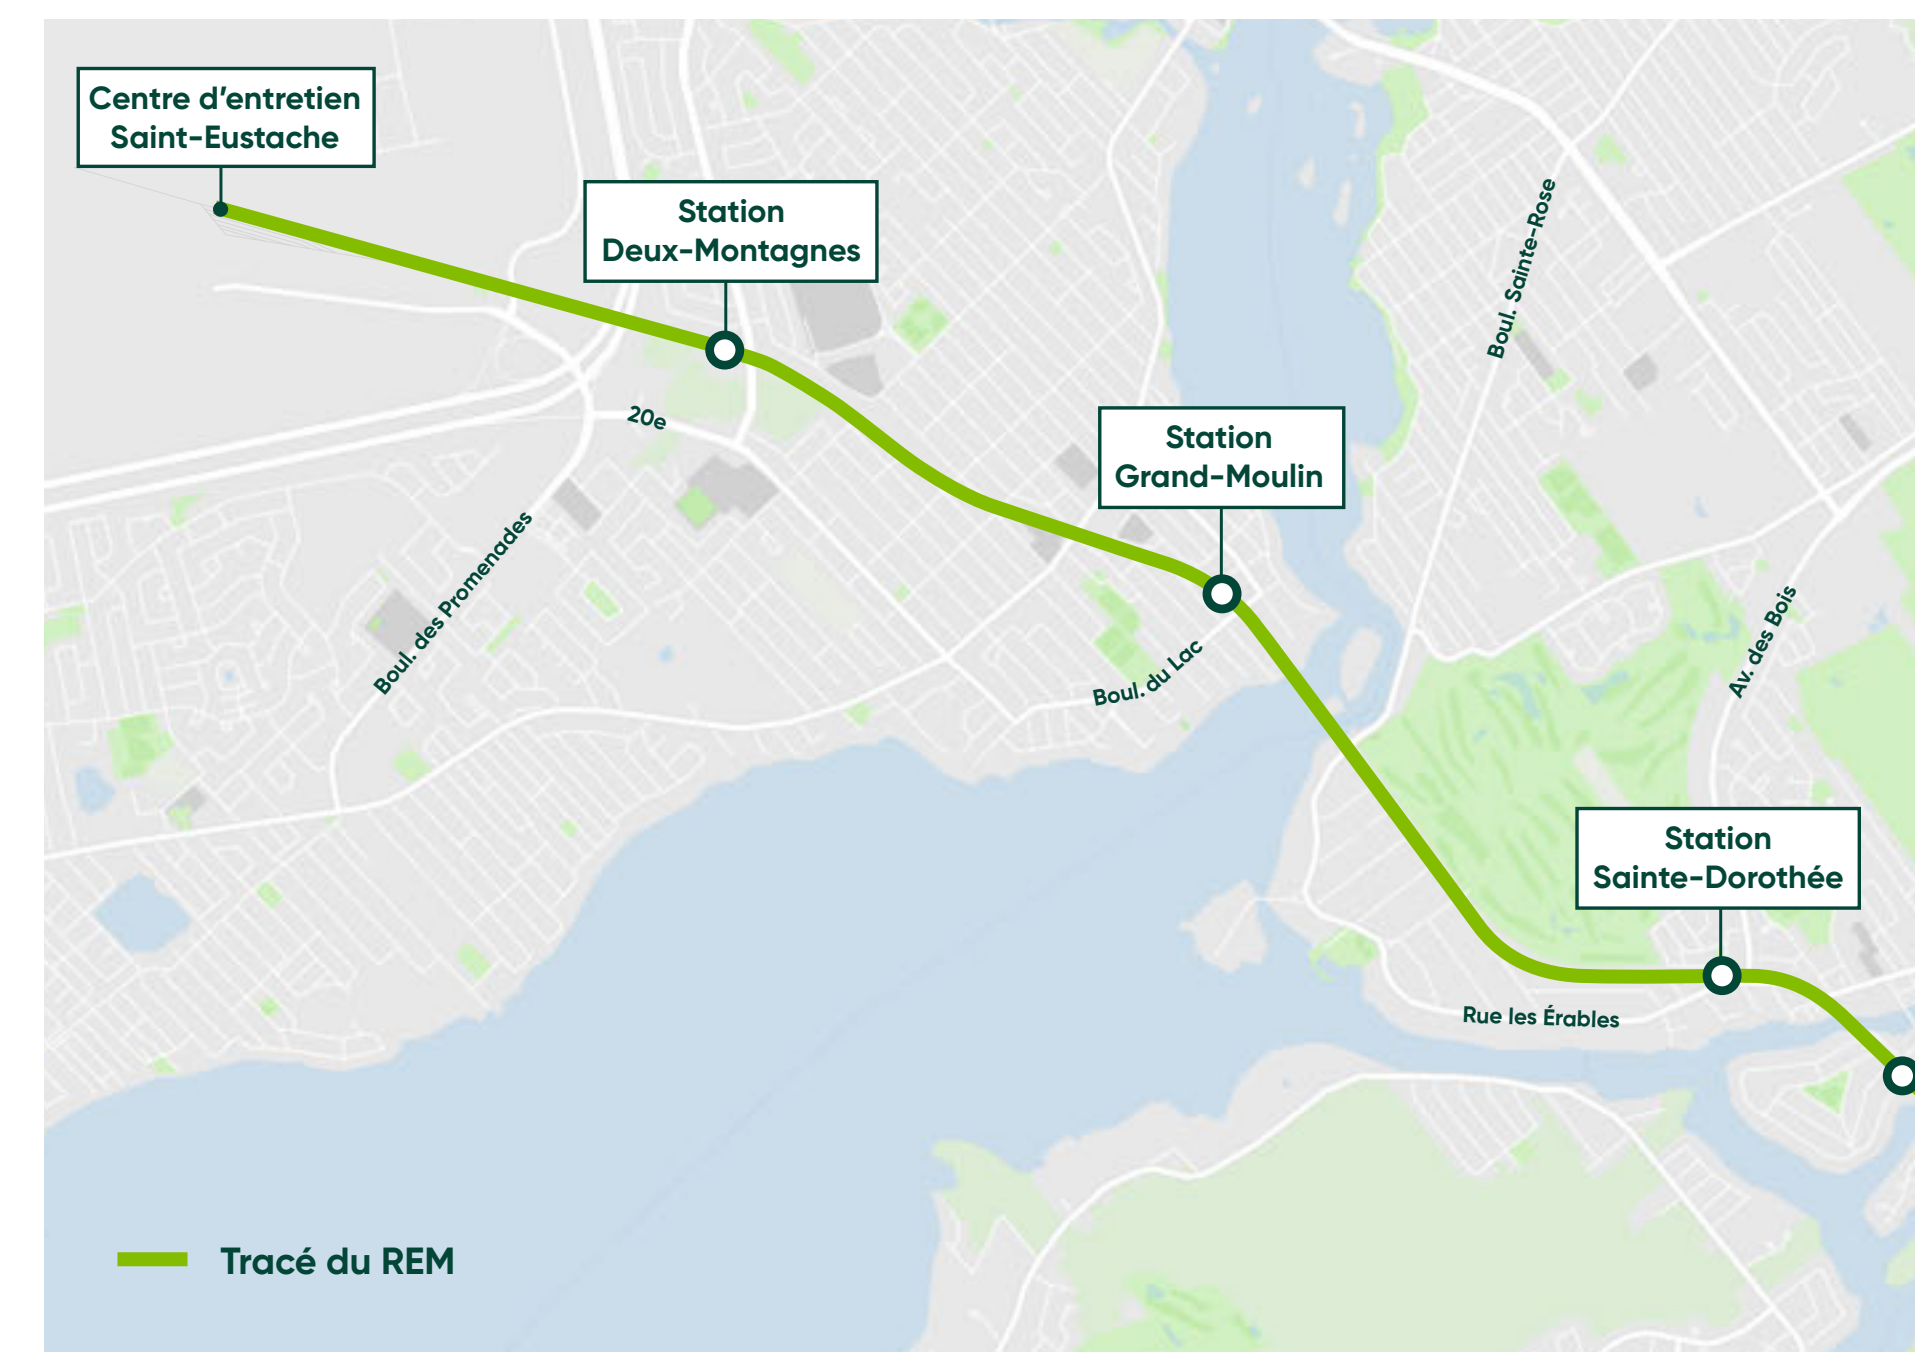 Centre d'entretien
Saint-Eustache
Station
Deux-Montagnes
Boul. Sainte-Rose
20e
Station
Grand-Moulin
Boul. des Promenades
Boul. du Lac
Av. des Bois
Station
Sainte-Dorothée
Rue les Érables
Tracé du REM